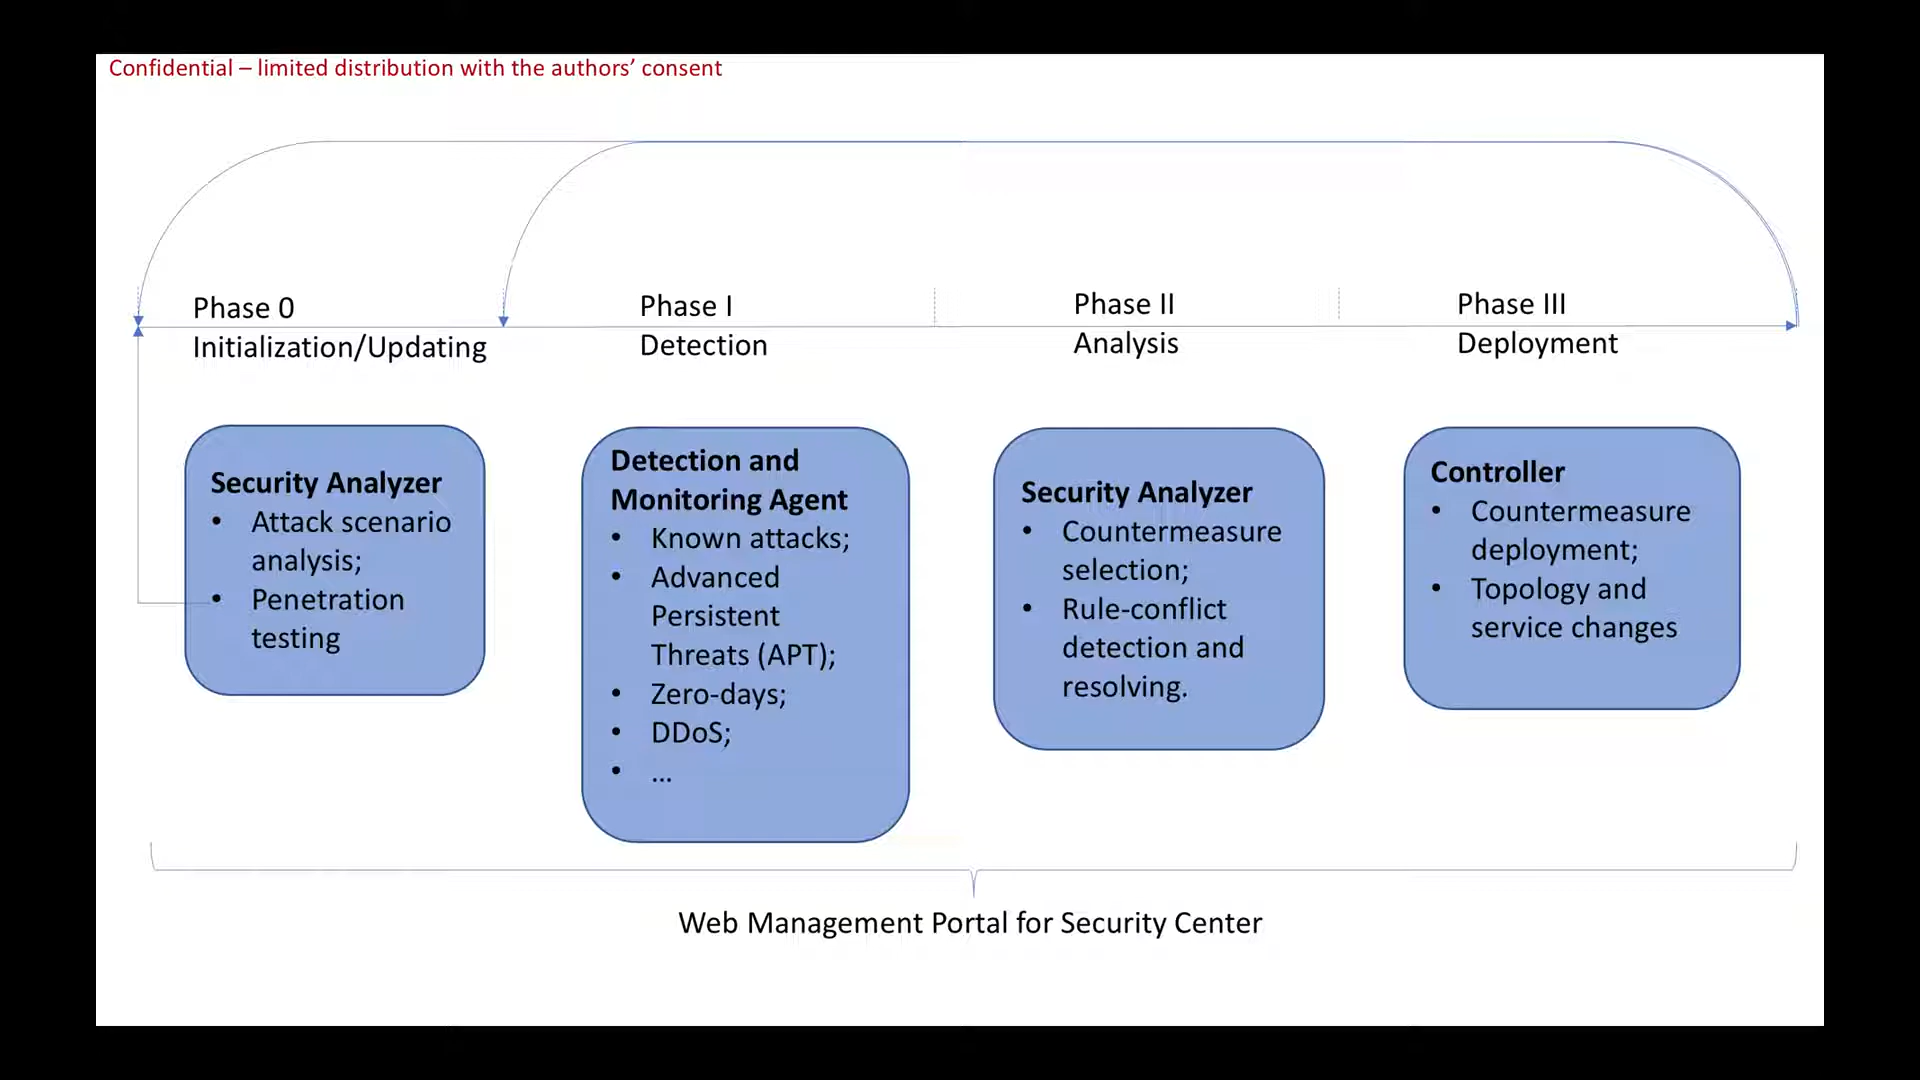 Confidential – limited distribution with the authors’ consent
Phase 0
Initialization/Updating
Phase I
Detection
Phase II
Analysis
Phase III
Deployment
Security Analyzer
• Attack scenario
analysis;
• Penetration
testing
Detection and
Monitoring Agent
• Known attacks;
• Advanced
Persistent
Threats (APT);
• Zero-days;
• DDoS;
• ...
Security Analyzer
• Countermeasure
selection;
• Rule-conflict
detection and
resolving.
Controller
• Countermeasure
deployment;
• Topology and
service changes
Web Management Portal for Security Center